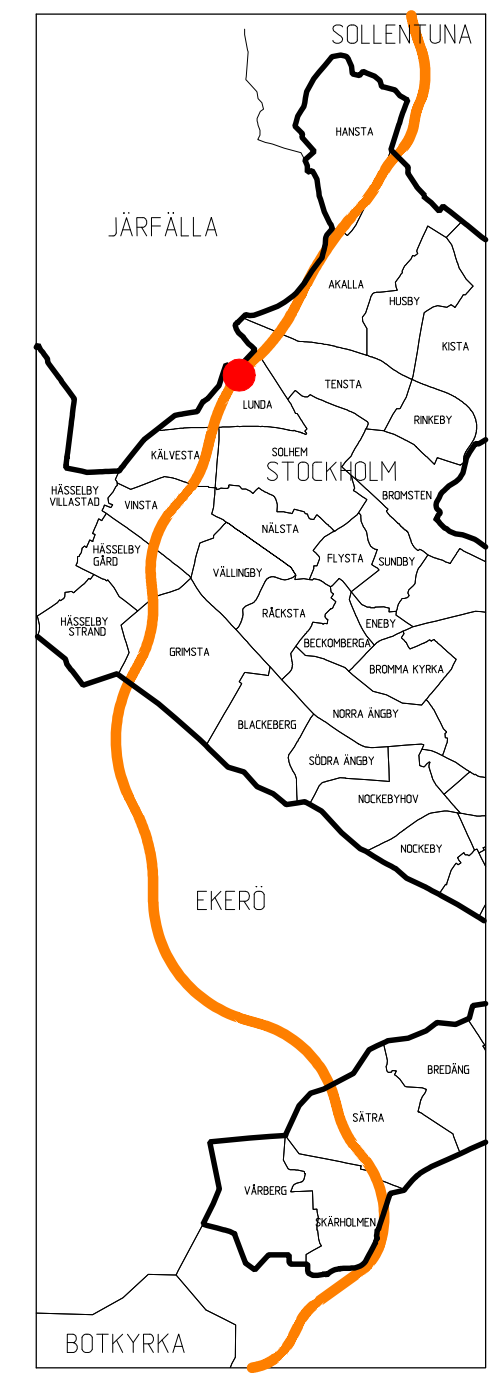 SOLLENTUNA
HANSTA
JÄRFÄLLA
AKALLA
HUSBY
KISTA
TENSTA
LUNDA
RINKEBY
KÄLVESTA
SOLHEM
STOCKHOLM
HÄSSELBY
VILLASTAD
BROMSTEN
VINSTA
NÄLSTA
HÄSSELBY
GÅRD
FLYSTA
SUNDBY
VÄLLINGBY
RÅCKSTA
HÄSSELBY
STRAND
ENEBY
BECKOMBERGA
GRIMSTA
BROMMA KYRKA
NORRA ÄNGBY
BLACKEBERG
SÖDRA ÄNGBY
NOCKEBYHOV
NOCKEBY
EKERÖ
BREDÄNG
SÄTRA
VÅRBERG
SKÄRHOLMEN
BOTKYRKA